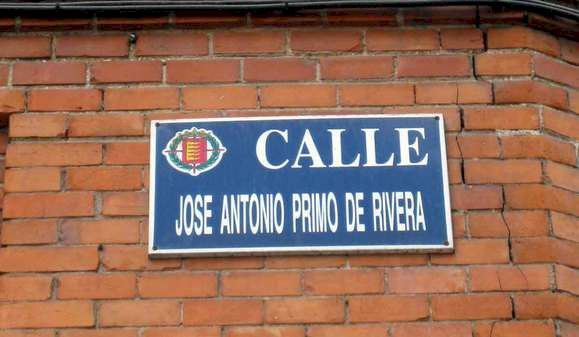 CALLE
JOSE ANTONIO PRIMO DE RIVERA